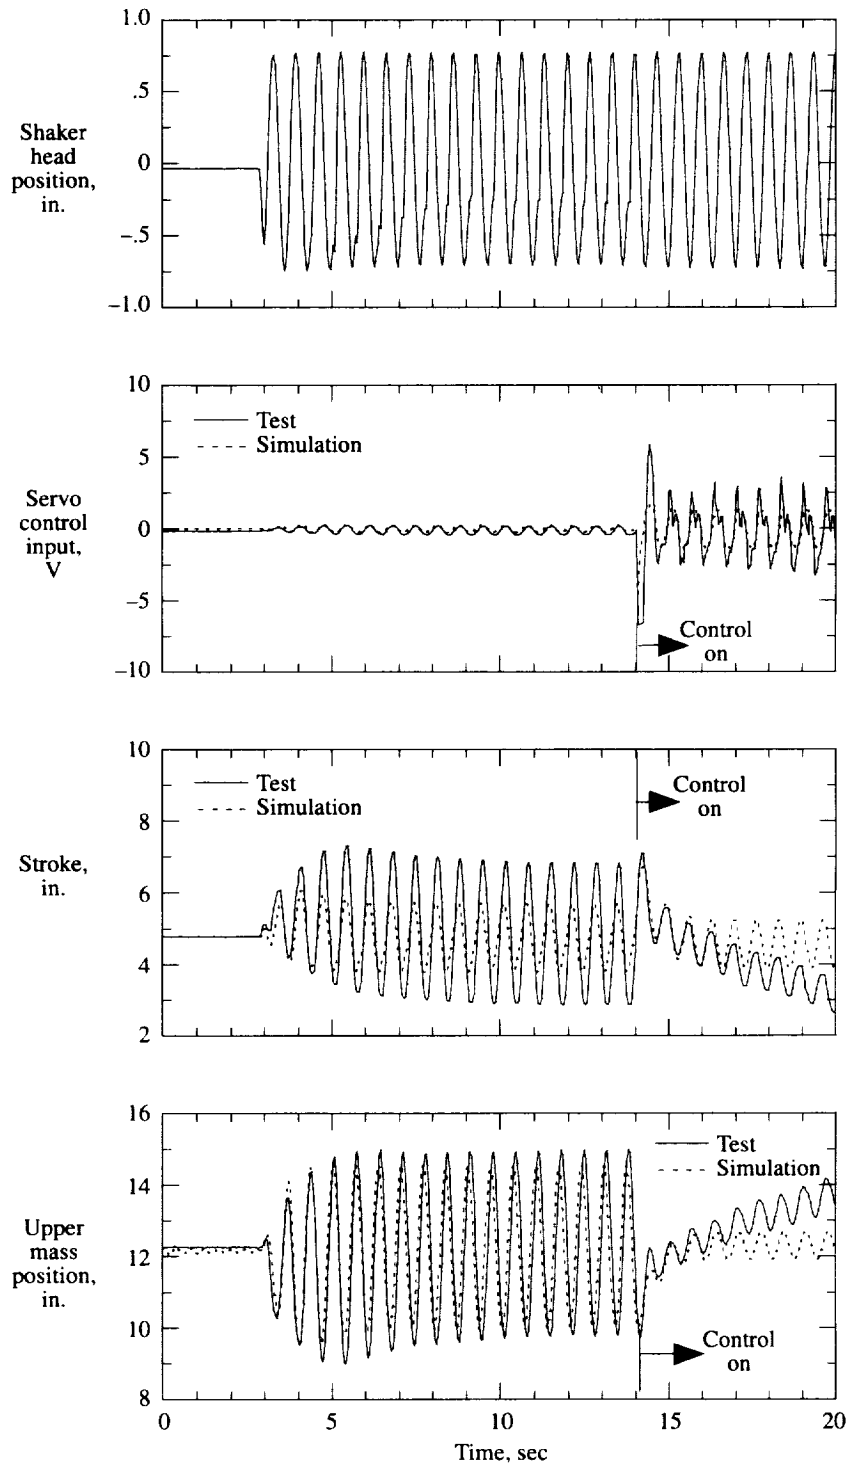 1.0
.5
0
–.5
–1.0
Shaker
head
position,
in.
10
5
0
–5
–10
Servo
control
input,
V
Test
Simulation
Control
on
10
8
6
4
2
Stroke,
in.
Test
Simulation
Control
on
16
14
12
10
8
Upper
mass
position,
in.
Test
Simulation
Control
on
0
5
10
15
20
Time, sec